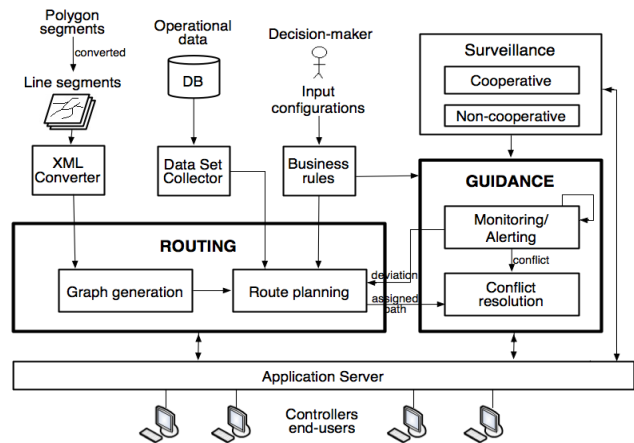 Polygon
segments
converted
Line segments
XML
Converter
Operational
data
DB
Data Set
Collector
Decision-maker
Input
configurations
Business
rules
Surveillance
Cooperative
Non-cooperative
GUIDANCE
Monitoring/
Alerting
conflict
Conflict
resolution
ROUTING
Graph generation
Route planning
deviation
assigned
path
Application Server
Controllers
end-users